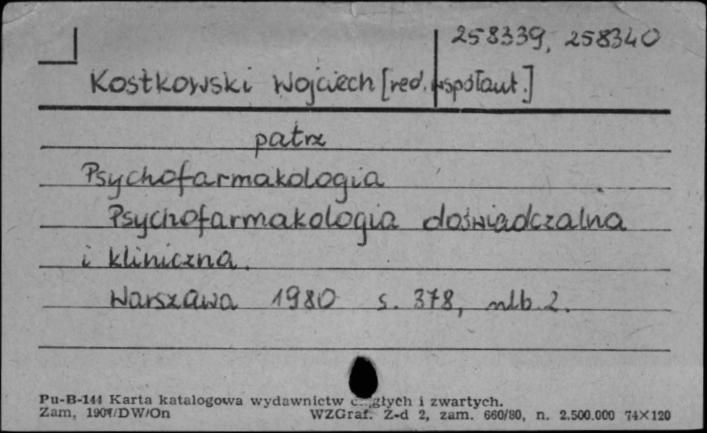 258339, 258340
Kostkowski Wojciech [red. współaut.]
patrz
Psychofarmakologia
Psychofarmakologia doświadczalna
i kliniczna.
Warszawa 1980 s. 378, nlb. 2.
Pu-B-144 Karta katalogowa wydawnictw ciągłych i zwartych.
Zam. /DW/On WZGraf. Z-d 2, zam. 660/80, n. 2.500.000 74×120